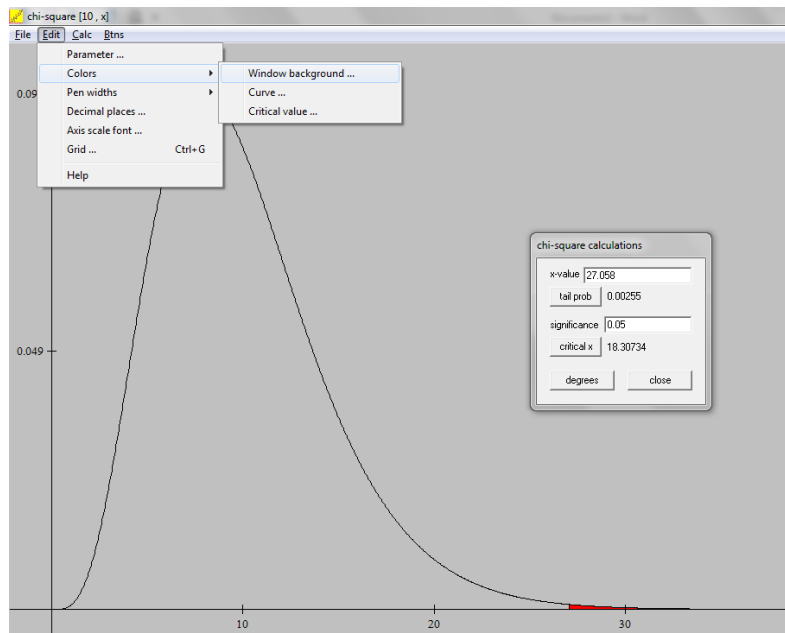 chi-square [10 , x]
File Edit Calc Btns
Parameter ...
Colors
Pen widths
Decimal places ...
Axis scale font ...
Grid ... Ctrl+G
Help
Window background ...
Curve ...
Critical value ...
0.09
chi-square calculations
x-value 27.058
tail prob 0.00255
significance 0.05
critical x 18.30734
degrees close
0.049
10 20 30